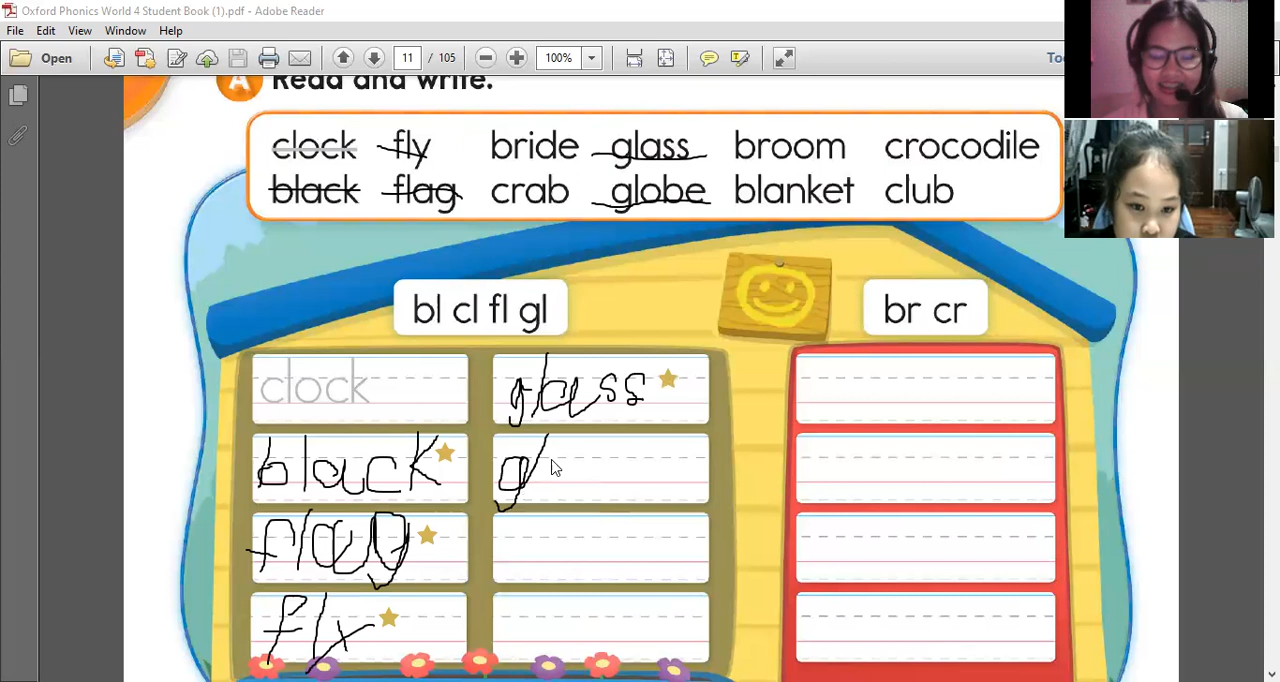 Oxford Phonics World 4 Student Book (1).pdf - Adobe Reader
File Edit View Window Help
Open 11 / 105 100% Too
A Read and write.
clock fly bride glass broom crocodile
black flag crab globe blanket club
bl cl fl gl br cr
clock glass
black gl
flag
fly